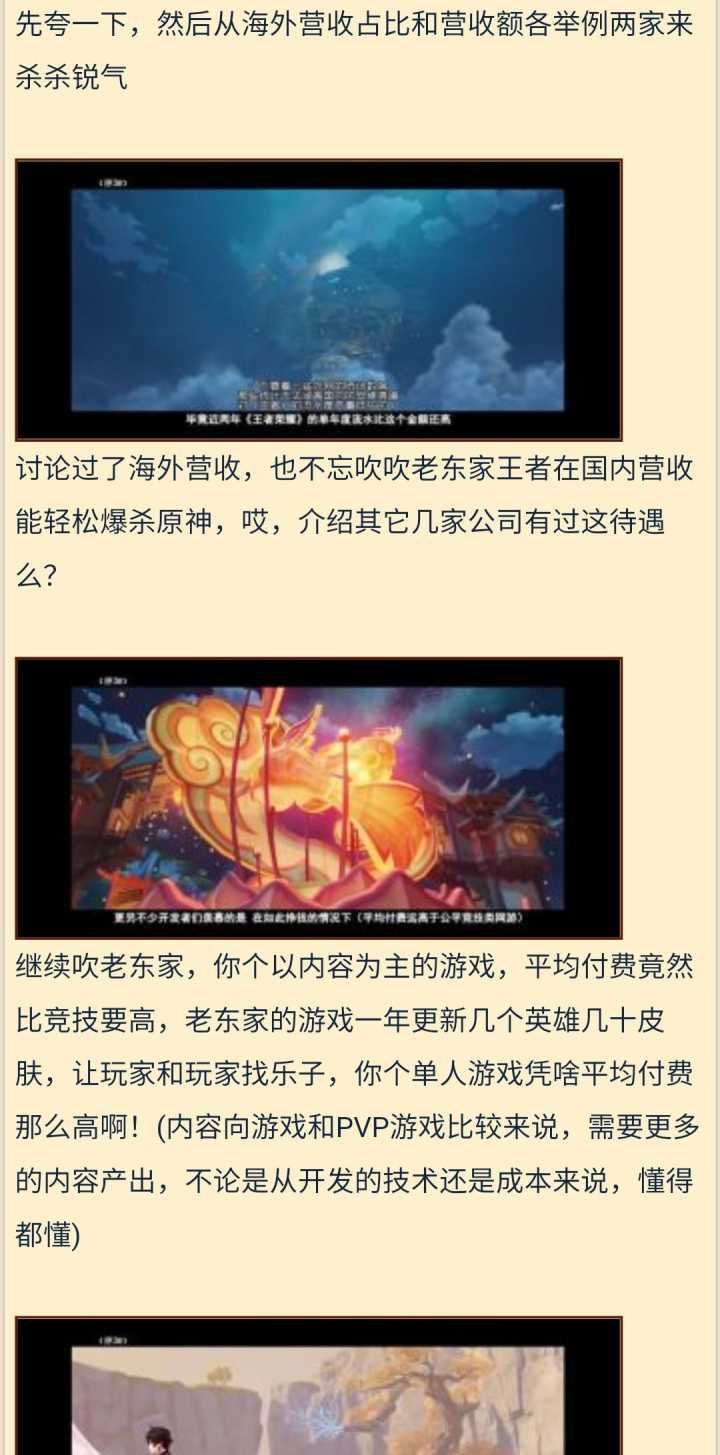 先夸一下，然后从海外营收占比和营收额各举例两家来
杀杀锐气
毕竟近两年《王者荣耀》的单年度流水比这个金额还高
讨论过了海外营收，也不忘吹吹老东家王者在国内营收
能轻松爆杀原神，哎，介绍其它几家公司有过这待遇
么？
更另不少开发者们羡慕的是 在如此挣钱的情况下（平均付费远高于公平竞技类网游）
继续吹老东家，你个以内容为主的游戏，平均付费竟然
比竞技要高，老东家的游戏一年更新几个英雄几十皮
肤，让玩家和玩家找乐子，你个单人游戏凭啥平均付费
那么高啊！(内容向游戏和PVP游戏比较来说，需要更多
的内容产出，不论是从开发的技术还是成本来说，懂得
都懂)